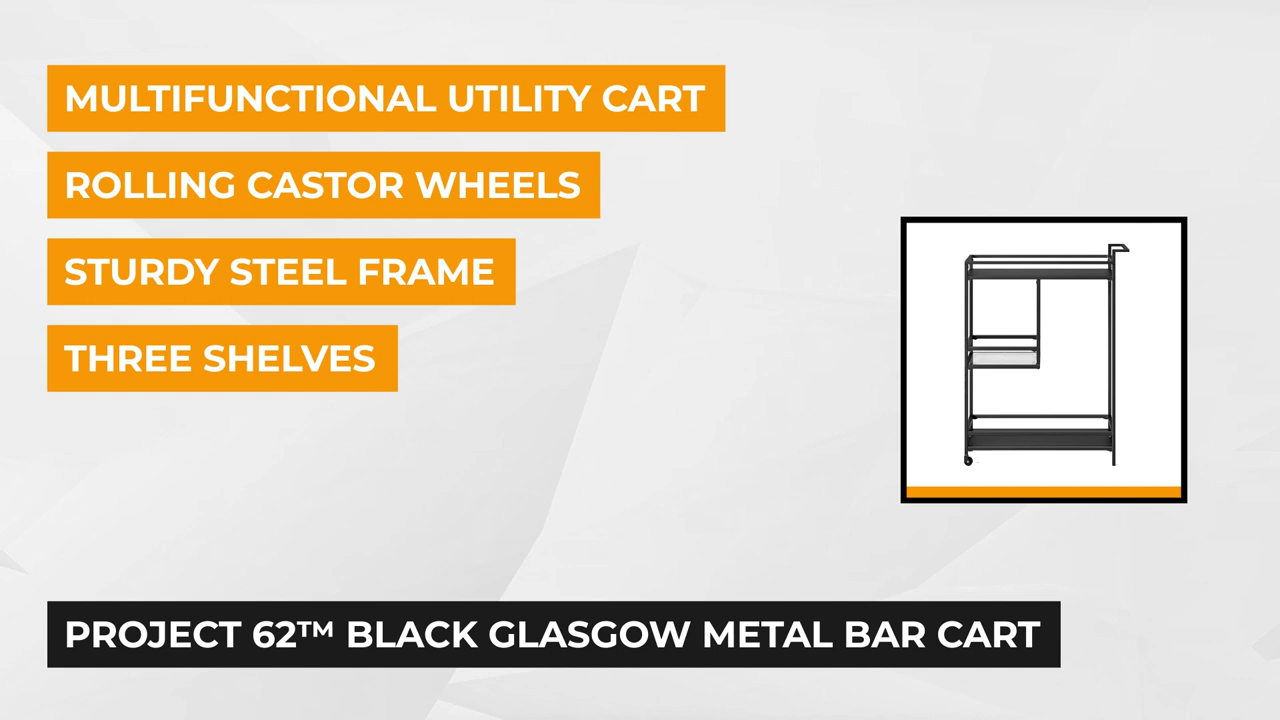 MULTIFUNCTIONAL UTILITY CART
ROLLING CASTOR WHEELS
STURDY STEEL FRAME
THREE SHELVES
PROJECT 62™ BLACK GLASGOW METAL BAR CART